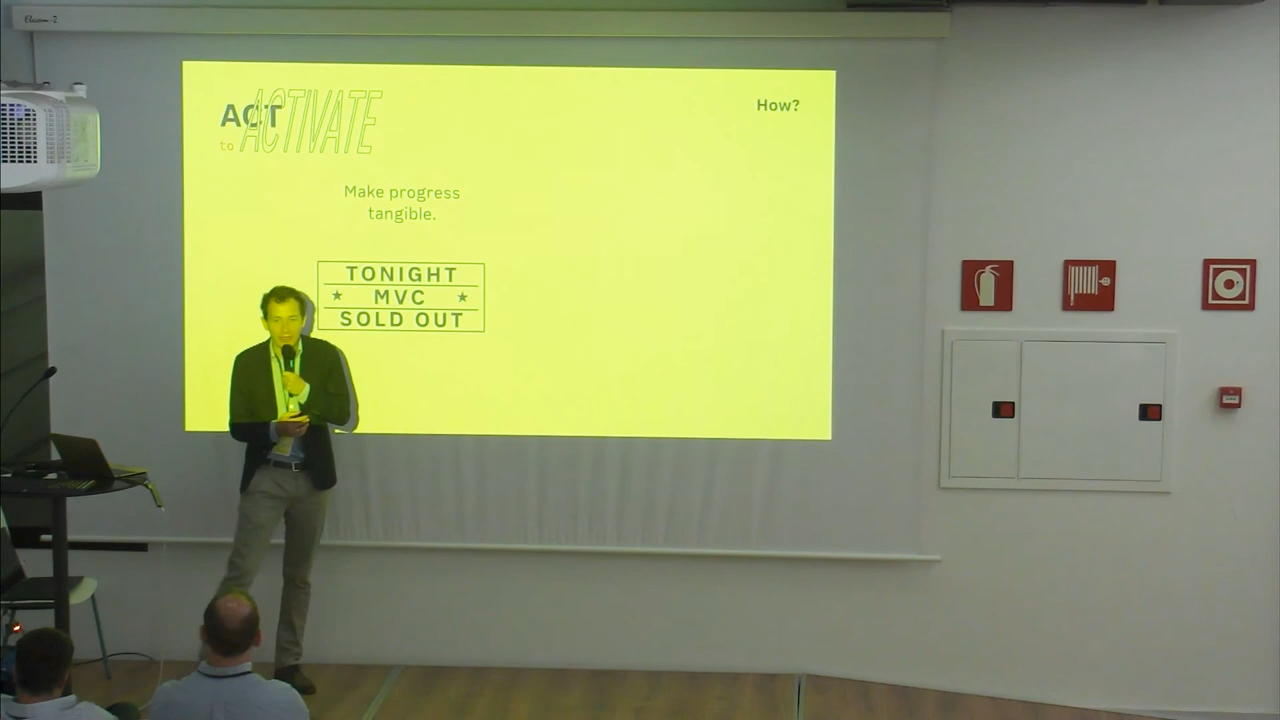 ACT
to ACTIVATE
How?
Make progress
tangible.
TONIGHT
★ MVC ★
SOLD OUT